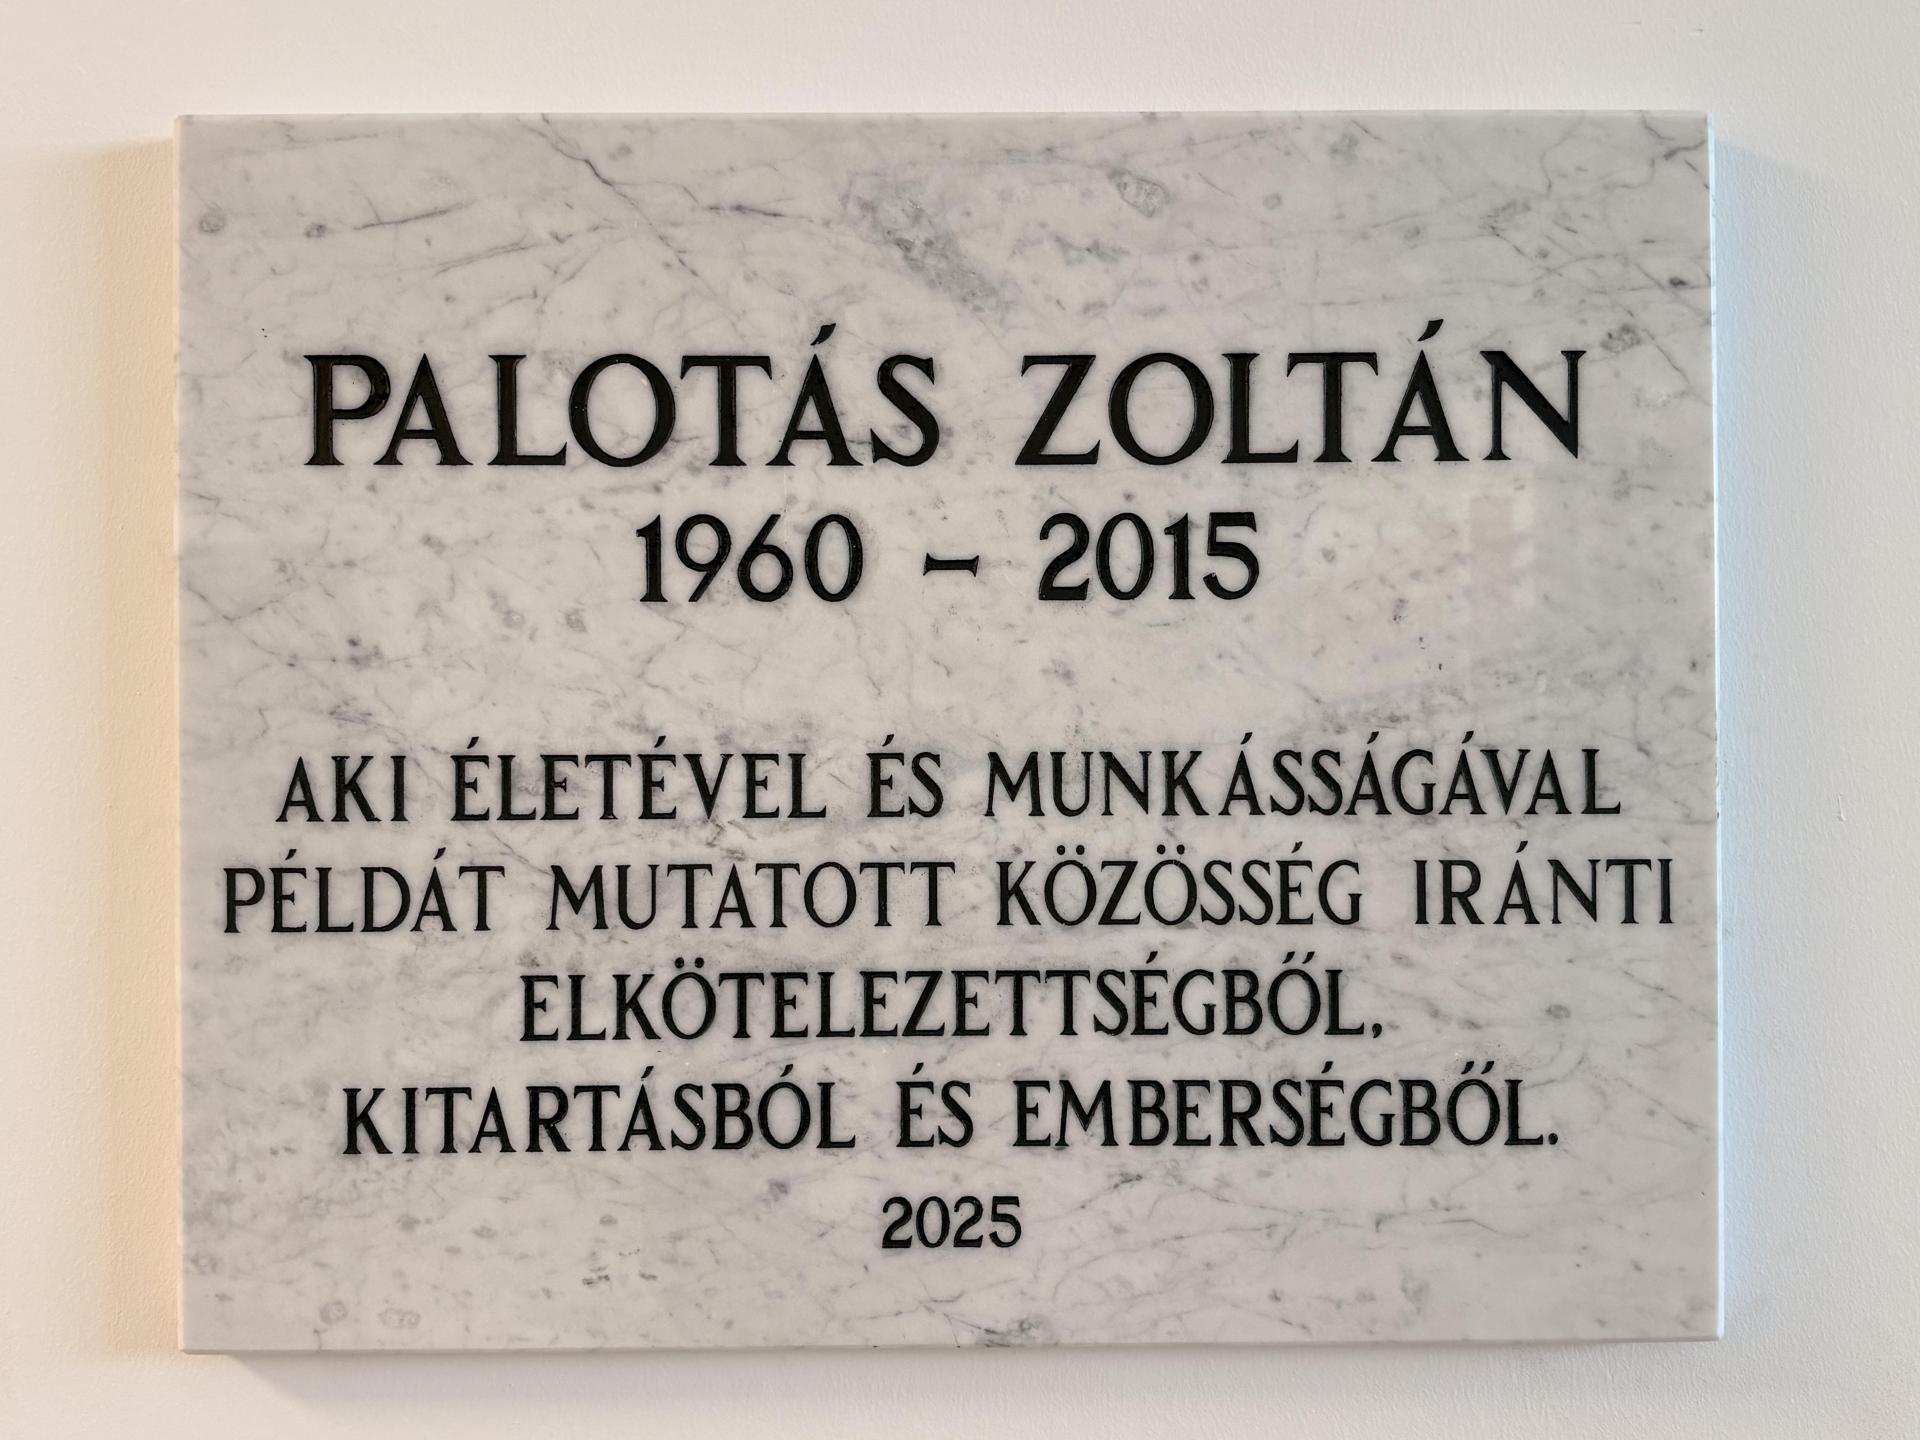 PALOTÁS ZOLTÁN
1960 – 2015
AKI ÉLETÉVEL ÉS MUNKÁSSÁGÁVAL
PÉLDÁT MUTATOTT KÖZÖSSÉG IRÁNTI
ELKÖTELEZETTSÉGBŐL,
KITARTÁSBÓL ÉS EMBERSÉGBŐL.
2025